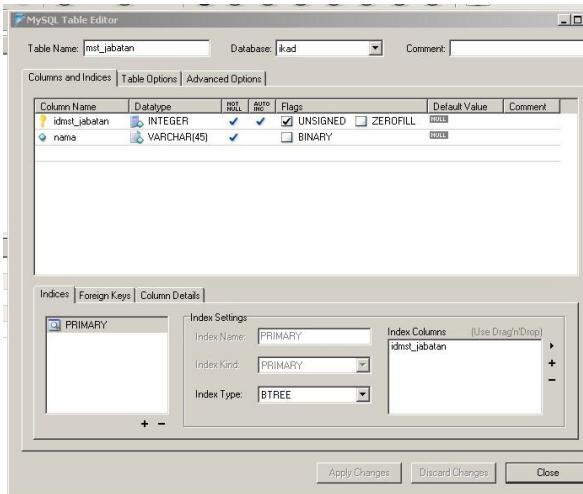 MySQL Table Editor
Table Name: mst_jabatan Database: ikad Comment:
Columns and Indices Table Options Advanced Options
Column Name Datatype NOT NULL AUTO INC Flags Default Value Comment
idmst_jabatan INTEGER UNSIGNED ZEROFILL NULL
nama VARCHAR(45) BINARY NULL
Indices Foreign Keys Column Details
PRIMARY
Index Settings
Index Name: PRIMARY
Index Kind: PRIMARY
Index Type: BTREE
Index Columns (Use Drag'n'Drop)
idmst_jabatan
Apply Changes Discard Changes Close